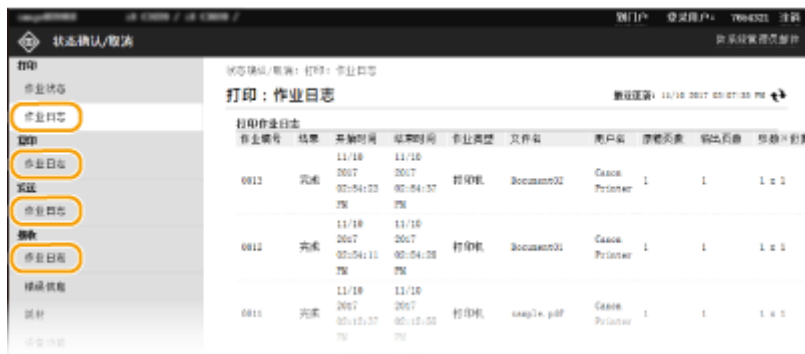 到门户 登录用户: 7654321 注销
状态确认/取消
致系统管理员邮件
打印
作业状态
作业日志
复印
作业日志
发送
作业日志
接收
作业日志
错误信息
耗材
状态确认/取消: 打印: 作业日志
打印:作业日志
最近更新: 11/10 2017 03:07:35 PM
打印作业日志
作业编号 结果 开始时间 结束时间 作业类型 文件名 用户名 原稿页数 输出页数
0013 完成 11/10 2017 02:54:23 PM 11/10 2017 02:54:37 PM 打印机 Document02 Canon Printer 1 1 1 x 1
0012 完成 11/10 2017 02:54:11 PM 11/10 2017 02:54:28 PM 打印机 Document01 Canon Printer 1 1 1 x 1
0011 完成 11/10 2017 打印机 sample.pdf Canon Printer 1 1 1 x 1